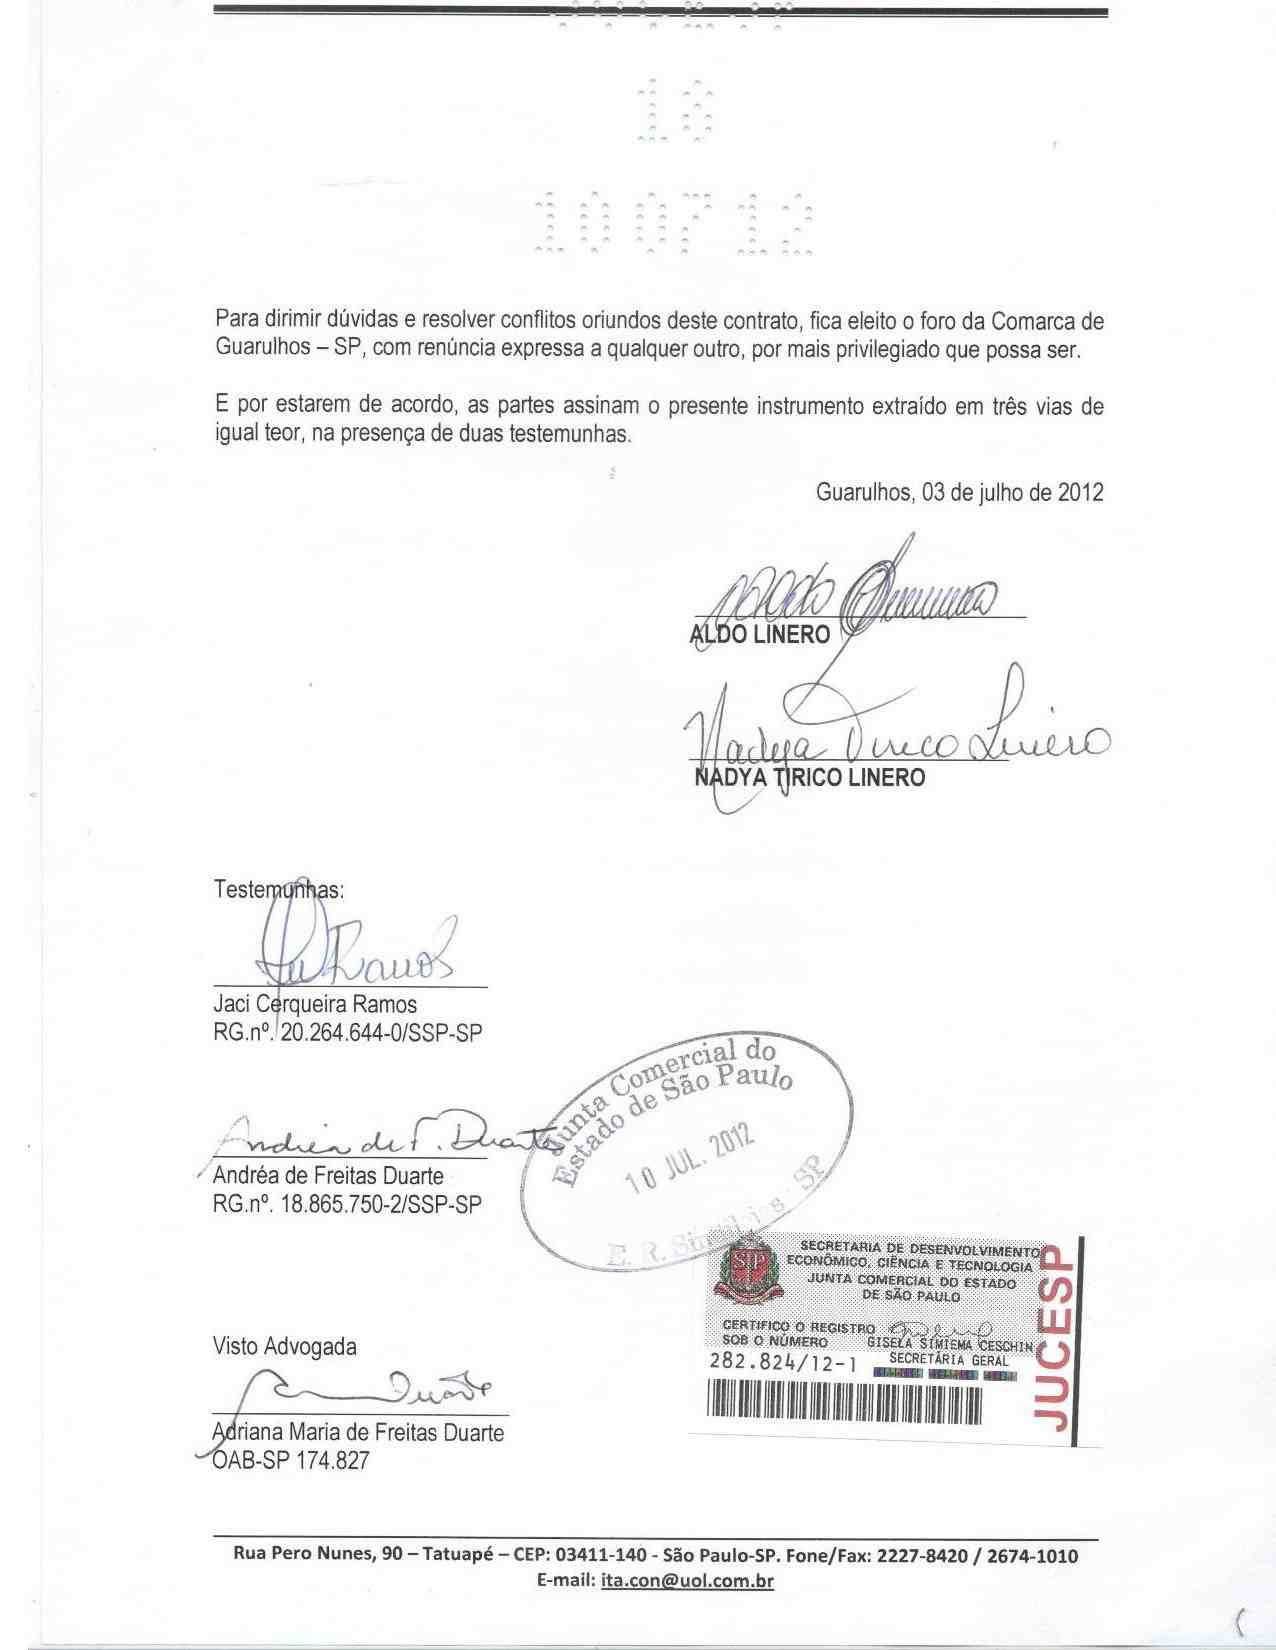 18
10 07 12
Para dirimir dúvidas e resolver conflitos oriundos deste contrato, fica eleito o foro da Comarca de
Guarulhos – SP, com renúncia expressa a qualquer outro, por mais privilegiado que possa ser.
E por estarem de acordo, as partes assinam o presente instrumento extraído em três vias de
igual teor, na presença de duas testemunhas.
Guarulhos, 03 de julho de 2012
Aldo
ALDO LINERO
Nadya Tirico Linero
NADYA TIRICO LINERO
Testemunhas:
Ramos
Jaci Cerqueira Ramos
RG.nº. 20.264.644-0/SSP-SP
Andréa de F. Duarte
Andréa de Freitas Duarte
RG.nº. 18.865.750-2/SSP-SP
Junta Comercial do
Estado de São Paulo
10 JUL. 2012
E. R. SP
SECRETARIA DE DESENVOLVIMENTO
ECONÔMICO, CIÊNCIA E TECNOLOGIA
JUNTA COMERCIAL DO ESTADO
DE SÃO PAULO
SP
CERTIFICO O REGISTRO
SOB O NÚMERO
GISELA SIMIEMA CESCHIN
SECRETÁRIA GERAL
282.824/12-1
JUCESP
Visto Advogada
Duarte
Adriana Maria de Freitas Duarte
OAB-SP 174.827
Rua Pero Nunes, 90 – Tatuapé – CEP: 03411-140 - São Paulo-SP. Fone/Fax: 2227-8420 / 2674-1010
E-mail: ita.con@uol.com.br